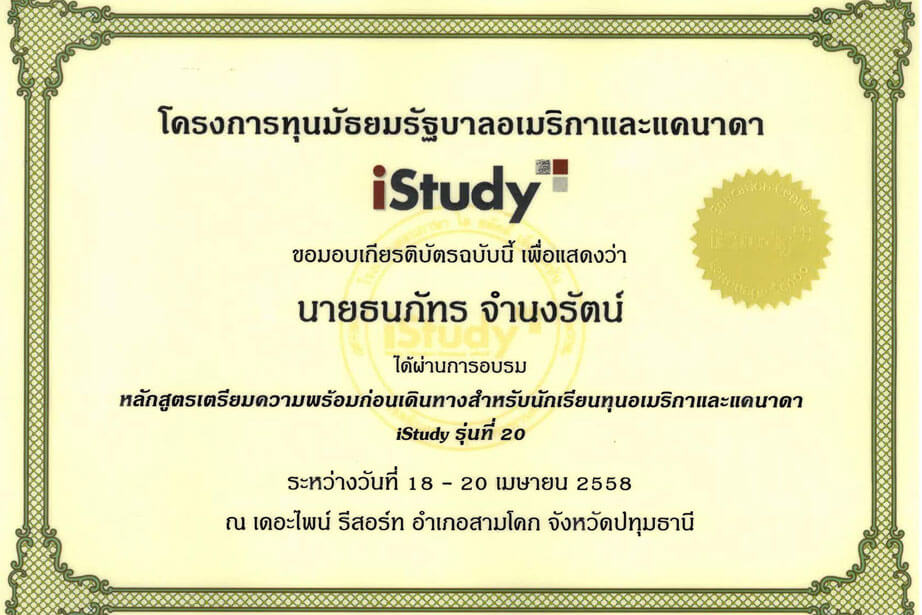 โครงการทุนมัธยมรัฐบาลอเมริกาและแคนาดา
iStudy
Education Center
iStudy
ขอมอบเกียรติบัตรฉบับนี้ เพื่อแสดงว่า
นายธนภัทร จำนงรัตน์
iStudy
ได้ผ่านการอบรม
หลักสูตรเตรียมความพร้อมก่อนเดินทางสำหรับนักเรียนทุนอเมริกาและแคนาดา
iStudy รุ่นที่ 20
ระหว่างวันที่ 18 - 20 เมษายน 2558
ณ เดอะไพน์ รีสอร์ท อำเภอสามโคก จังหวัดปทุมธานี